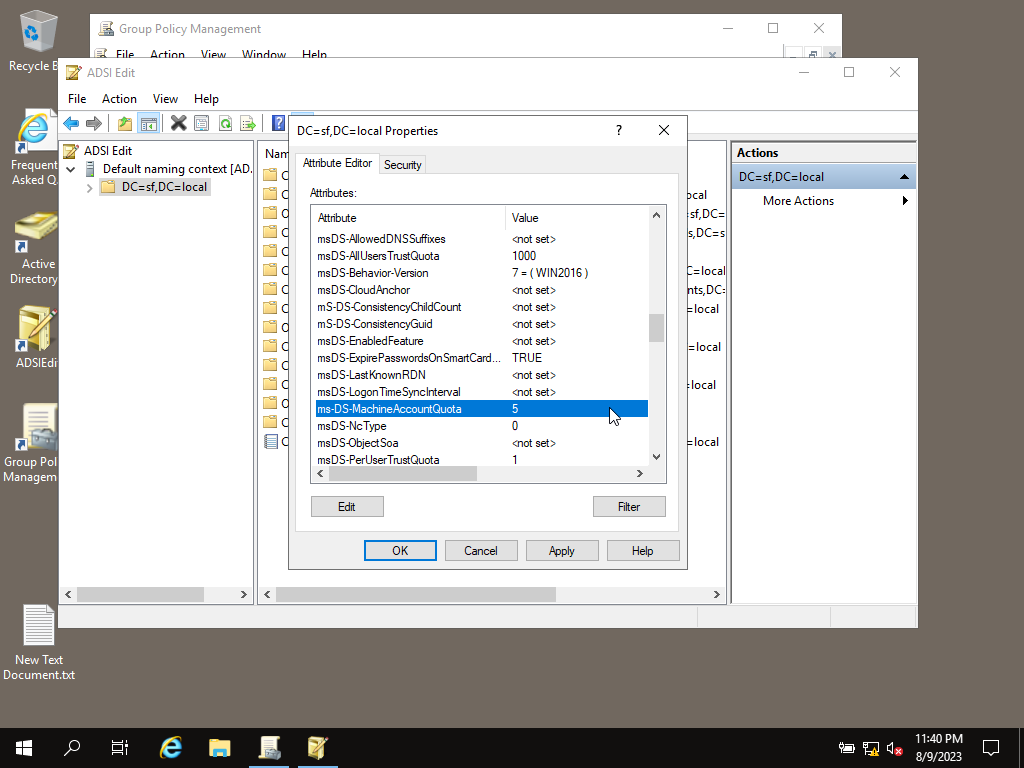 Recycle B
Frequent
Asked Q
Active
Directory
ADSIEdi
Group Pol
Managem
New Text
Document.txt
Group Policy Management
File Action View Window Help
ADSI Edit
File Action View Help
ADSI Edit
Default naming context [AD.
DC=sf,DC=local
Nam
Actions
DC=sf,DC=local
More Actions
DC=sf,DC=local Properties
?
Attribute Editor
Security
Attributes:
Attribute Value
msDS-AllowedDNSSuffixes <not set>
msDS-AllUsersTrustQuota 1000
msDS-Behavior-Version 7 = ( WIN2016 )
msDS-CloudAnchor <not set>
mS-DS-ConsistencyChildCount <not set>
mS-DS-ConsistencyGuid <not set>
msDS-EnabledFeature <not set>
msDS-ExpirePasswordsOnSmartCard... TRUE
msDS-LastKnownRDN <not set>
msDS-LogonTimeSyncInterval <not set>
ms-DS-MachineAccountQuota 5
msDS-NcType 0
msDS-ObjectSoa <not set>
msDS-PerUserTrustQuota 1
Edit
Filter
OK
Cancel
Apply
Help
ocal
=sf,DC=
s,DC=s
C=local
nts,DC=
=local
=local
=local
=local
11:40 PM
8/9/2023